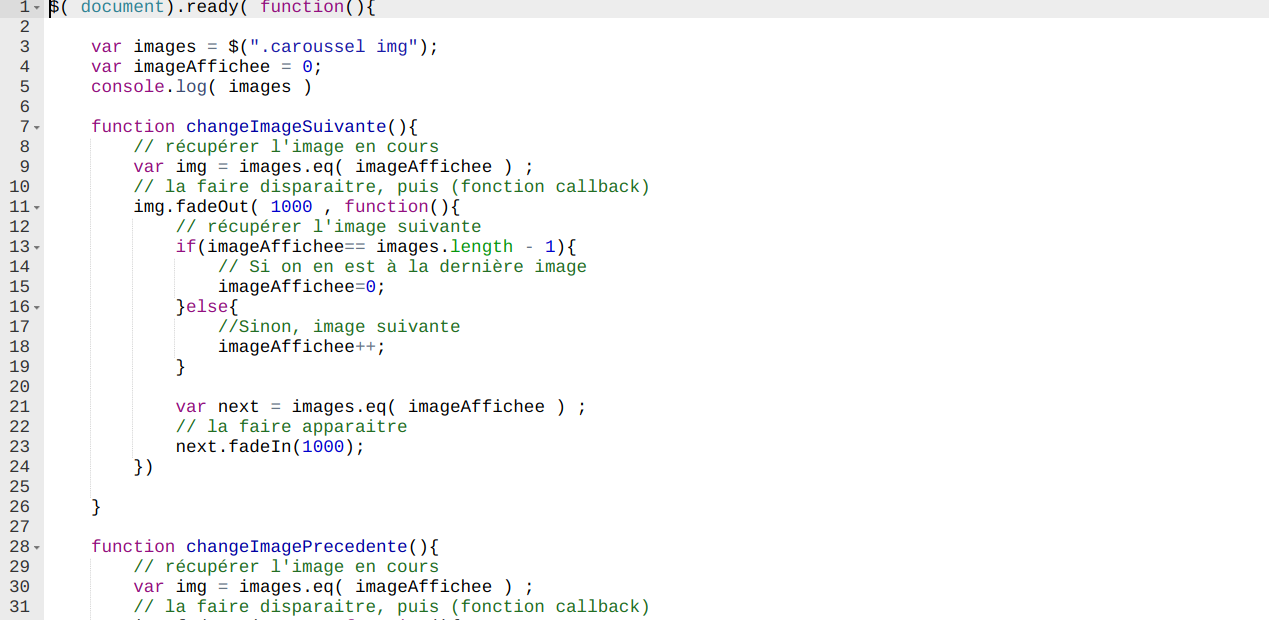 1 $( document).ready( function(){
2
3     var images = $(".caroussel img");
4     var imageAffichee = 0;
5     console.log( images )
6
7     function changeImageSuivante(){
8         // récupérer l'image en cours
9         var img = images.eq( imageAffichee ) ;
10         // la faire disparaitre, puis (fonction callback)
11         img.fadeOut( 1000 , function(){
12             // récupérer l'image suivante
13             if(imageAffichee== images.length - 1){
14                 // Si on en est à la dernière image
15                 imageAffichee=0;
16             }else{
17                 //Sinon, image suivante
18                 imageAffichee++;
19             }
20
21             var next = images.eq( imageAffichee ) ;
22             // la faire apparaitre
23             next.fadeIn(1000);
24         })
25
26     }
27
28     function changeImagePrecedente(){
29         // récupérer l'image en cours
30         var img = images.eq( imageAffichee ) ;
31         // la faire disparaitre, puis (fonction callback)